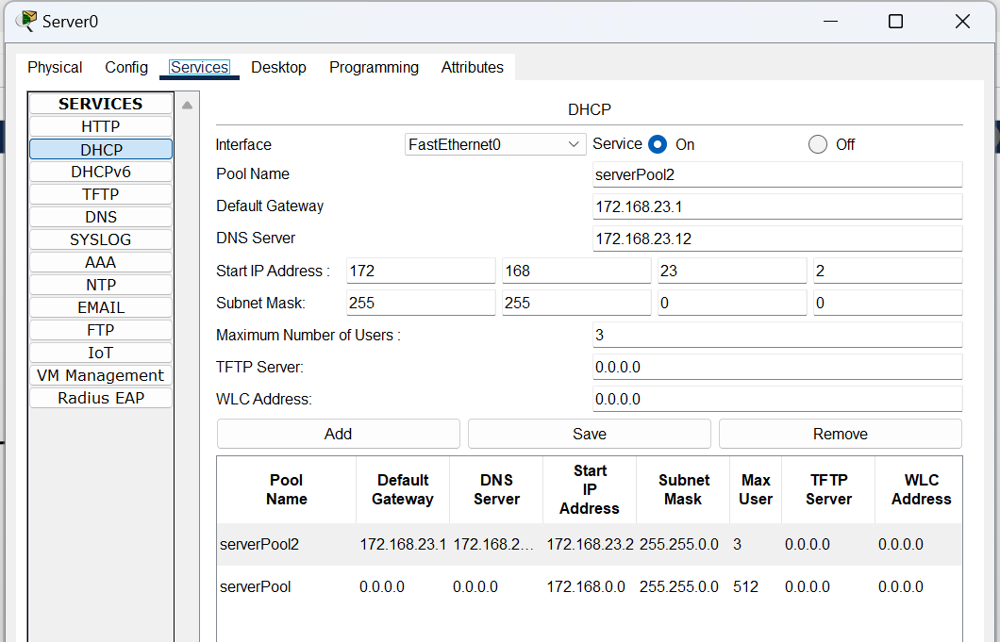 Server0
Physical Config Services Desktop Programming Attributes
SERVICES
HTTP
DHCP
DHCPv6
TFTP
DNS
SYSLOG
AAA
NTP
EMAIL
FTP
IoT
VM Management
Radius EAP
DHCP
Interface FastEthernet0 Service On Off
Pool Name serverPool2
Default Gateway 172.168.23.1
DNS Server 172.168.23.12
Start IP Address : 172 168 23 2
Subnet Mask: 255 255 0 0
Maximum Number of Users : 3
TFTP Server: 0.0.0.0
WLC Address: 0.0.0.0
Add Save Remove
Pool Name Default Gateway DNS Server Start IP Address Subnet Mask Max User TFTP Server WLC Address
serverPool2 172.168.23.1 172.168.2... 172.168.23.2 255.255.0.0 3 0.0.0.0 0.0.0.0
serverPool 0.0.0.0 0.0.0.0 172.168.0.0 255.255.0.0 512 0.0.0.0 0.0.0.0